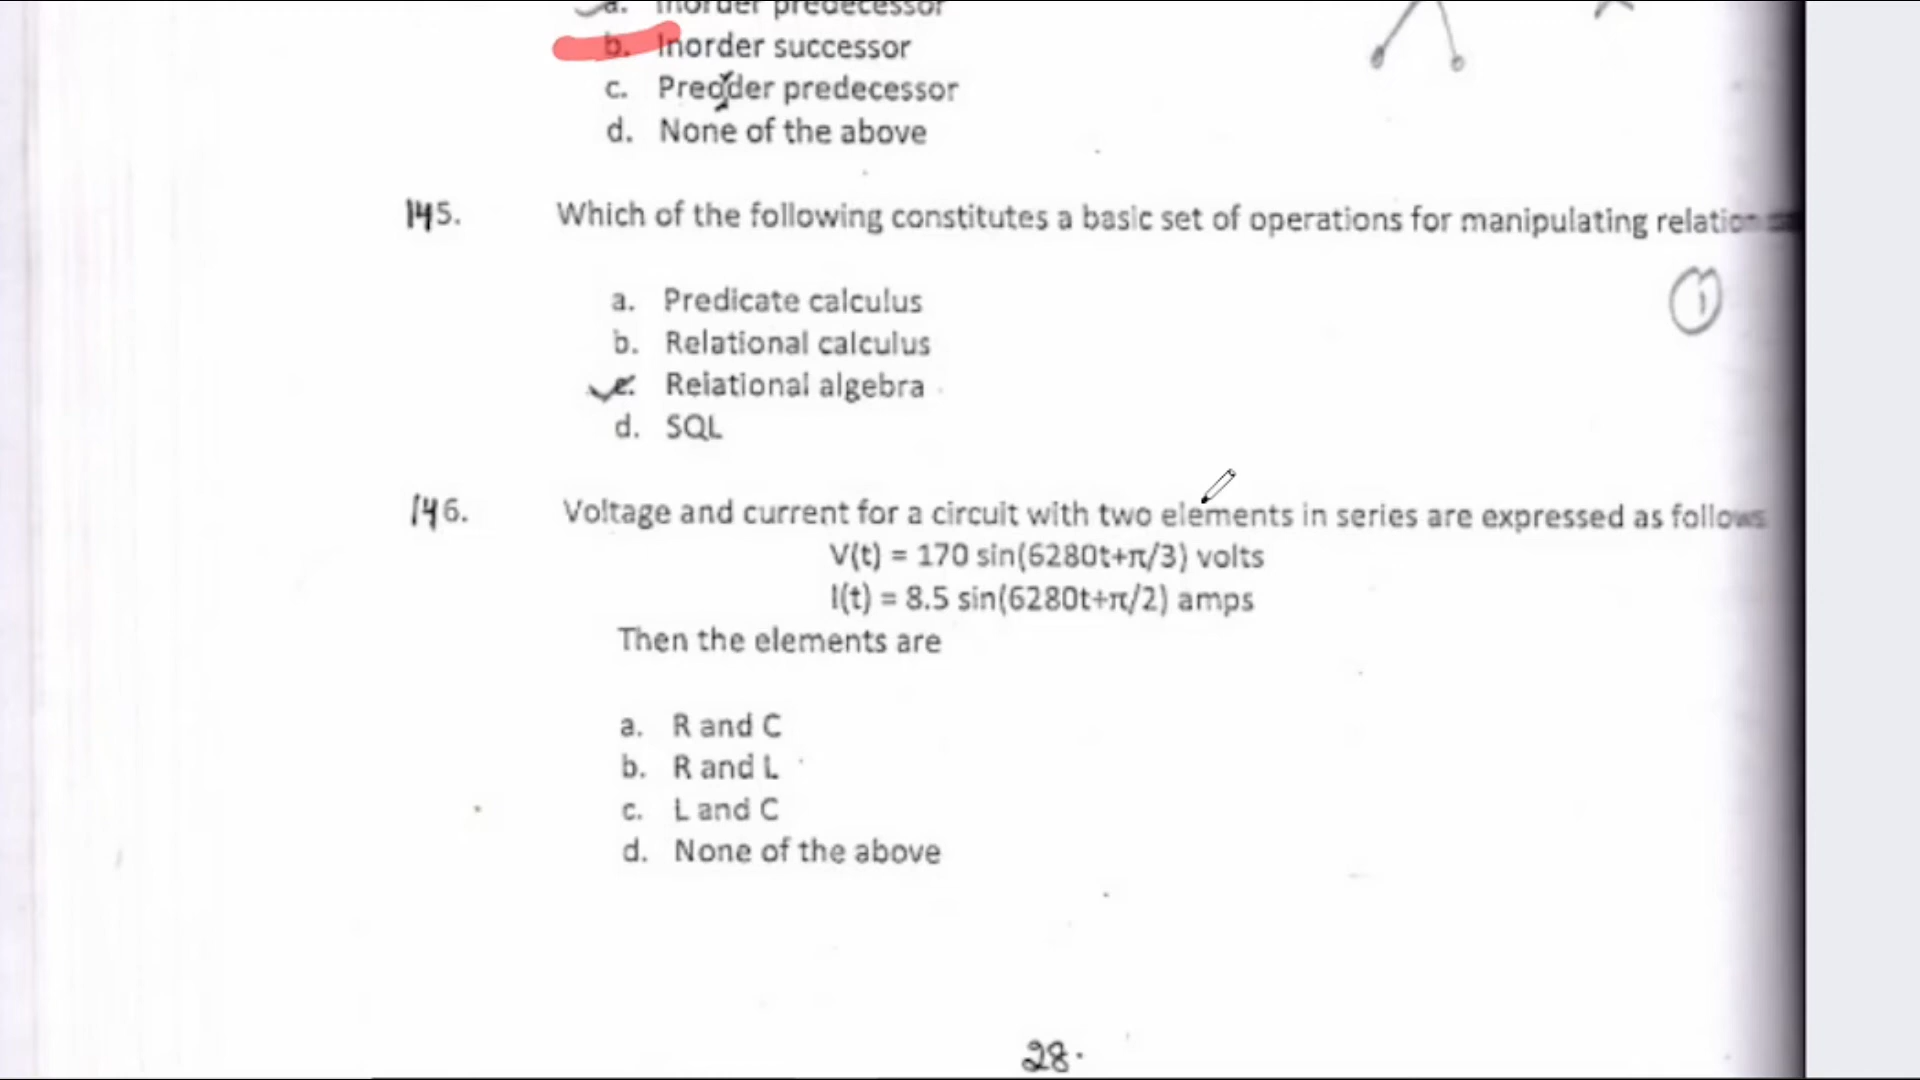 a. Inorder predecessor
b. Inorder successor
c. Preorder predecessor
d. None of the above
145. Which of the following constitutes a basic set of operations for manipulating
a. Predicate calculus
b. Relational calculus
c. Relational algebra
d. SQL
146. Voltage and current for a circuit with two elements in series are expressed as follows
V(t) = 170 sin(6280t+π/3) volts
I(t) = 8.5 sin(6280t+π/2) amps
Then the elements are
a. R and C
b. R and L
c. L and C
d. None of the above
28.